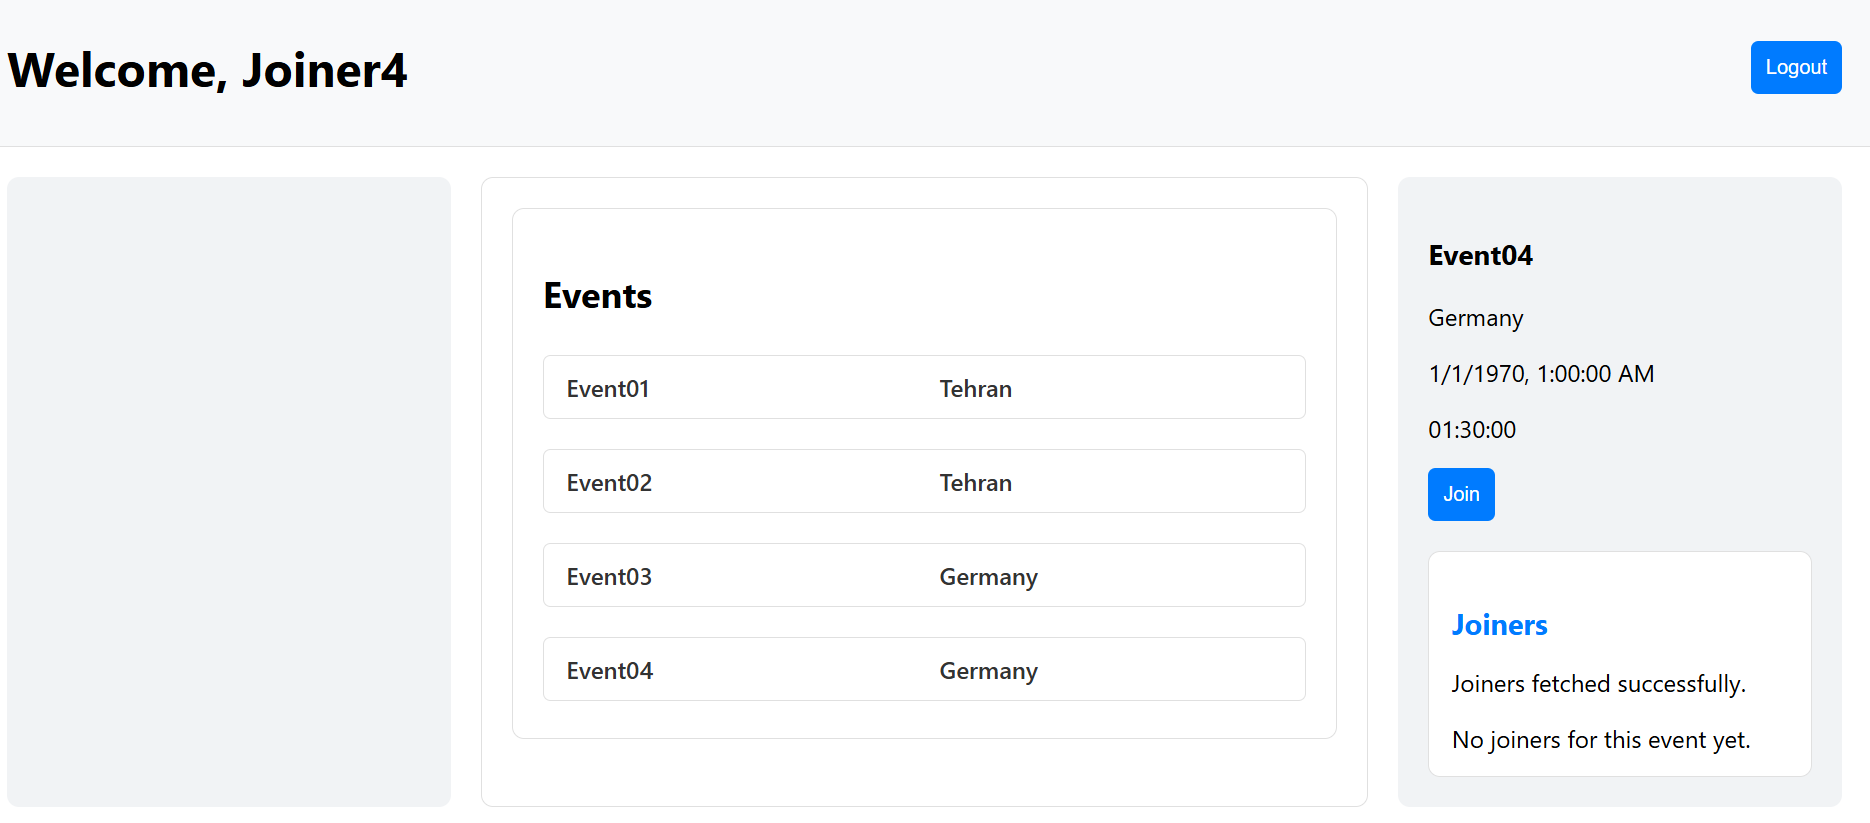 Welcome, Joiner4
Logout
Events
Event01 Tehran
Event02 Tehran
Event03 Germany
Event04 Germany
Event04
Germany
1/1/1970, 1:00:00 AM
01:30:00
Join
Joiners
Joiners fetched successfully.
No joiners for this event yet.